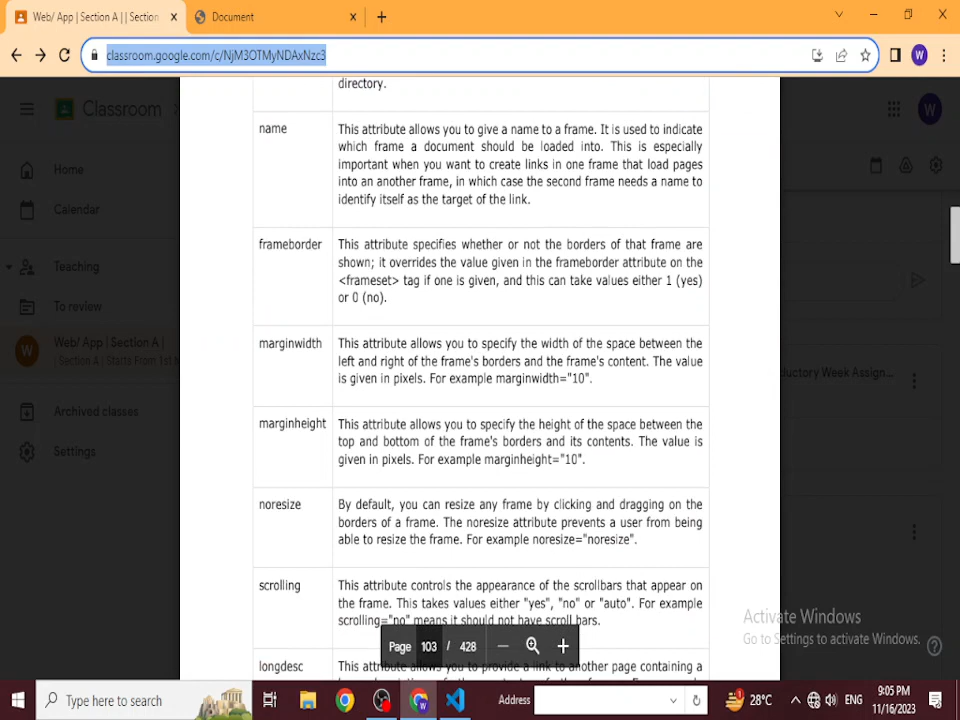 Web/ App | Section A | | Section
Document
classroom.google.com/c/NjM3OTMyNDAxNzc3
W
Classroom
W
Home
Calendar
Teaching
To review
W
Web/ App | Section A |
| Section A | Starts From 1st N
Archived classes
Settings
ductory Week Assign...
directory.
name
This attribute allows you to give a name to a frame. It is used to indicate
which frame a document should be loaded into. This is especially
important when you want to create links in one frame that load pages
into an another frame, in which case the second frame needs a name to
identify itself as the target of the link.
frameborder
This attribute specifies whether or not the borders of that frame are
shown; it overrides the value given in the frameborder attribute on the
<frameset> tag if one is given, and this can take values either 1 (yes)
or 0 (no).
marginwidth
This attribute allows you to specify the width of the space between the
left and right of the frame's borders and the frame's content. The value
is given in pixels. For example marginwidth="10".
marginheight
This attribute allows you to specify the height of the space between the
top and bottom of the frame's borders and its contents. The value is
given in pixels. For example marginheight="10".
noresize
By default, you can resize any frame by clicking and dragging on the
borders of a frame. The noresize attribute prevents a user from being
able to resize the frame. For example noresize="noresize".
scrolling
This attribute controls the appearance of the scrollbars that appear on
the frame. This takes values either "yes", "no" or "auto". For example
scrolling="no" means it should not have scroll bars.
longdesc
This attribute allows you to provide a link to another page containing a
Page 103 / 428
Activate Windows
Go to Settings to activate Windows.
Type here to search
Address
28°C
ENG
9:05 PM
11/16/2023